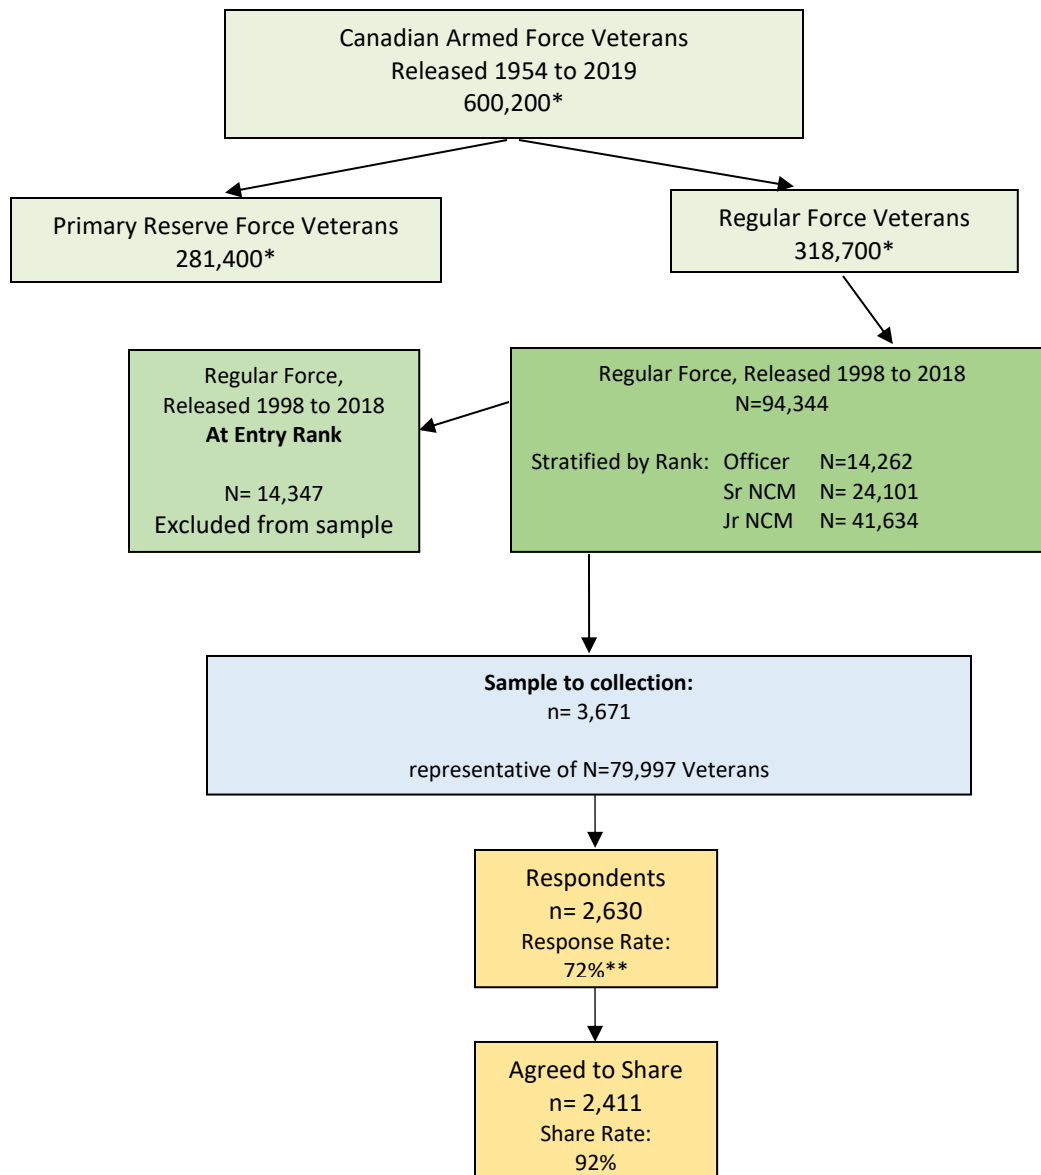 Canadian Armed Force Veterans
Released 1954 to 2019
600,200*
Primary Reserve Force Veterans
281,400*
Regular Force Veterans
318,700*
Regular Force,
Released 1998 to 2018
At Entry Rank
N= 14,347
Excluded from sample
Regular Force, Released 1998 to 2018
N=94,344
Stratified by Rank: Officer N=14,262
Sr NCM N= 24,101
Jr NCM N= 41,634
Sample to collection:
n= 3,671
representative of N=79,997 Veterans
Respondents
n= 2,630
Response Rate:
72%**
Agreed to Share
n= 2,411
Share Rate:
92%